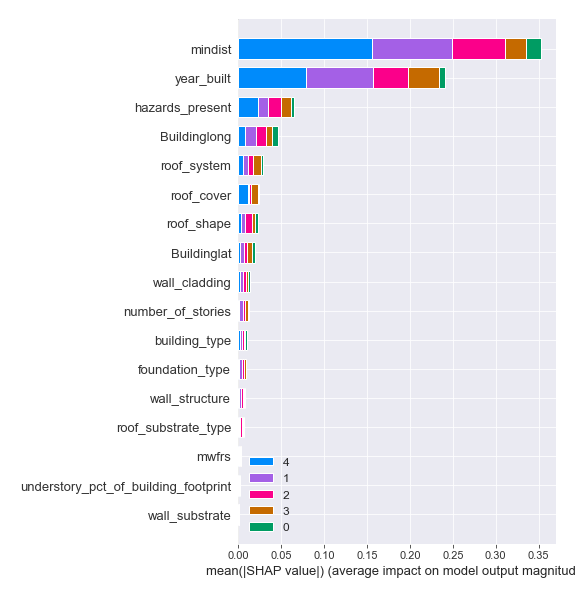 mindist
year_built
hazards_present
Buildinglong
roof_system
roof_cover
roof_shape
Buildinglat
wall_cladding
number_of_stories
building_type
foundation_type
wall_structure
roof_substrate_type
mwfrs
understory_pct_of_building_footprint
wall_substrate
4
1
2
3
0
0.00 0.05 0.10 0.15 0.20 0.25 0.30 0.35
mean(|SHAP value|) (average impact on model output magnitud